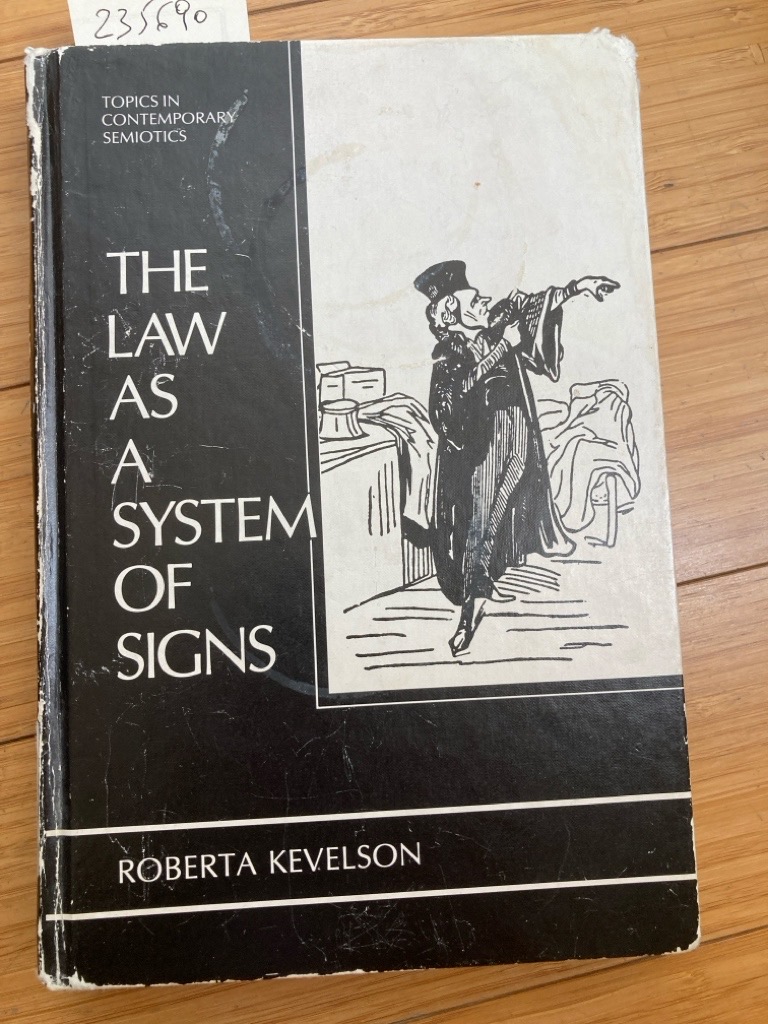 235690
TOPICS IN
CONTEMPORARY
SEMIOTICS
THE
LAW
AS
A
SYSTEM
OF
SIGNS
ROBERTA KEVELSON